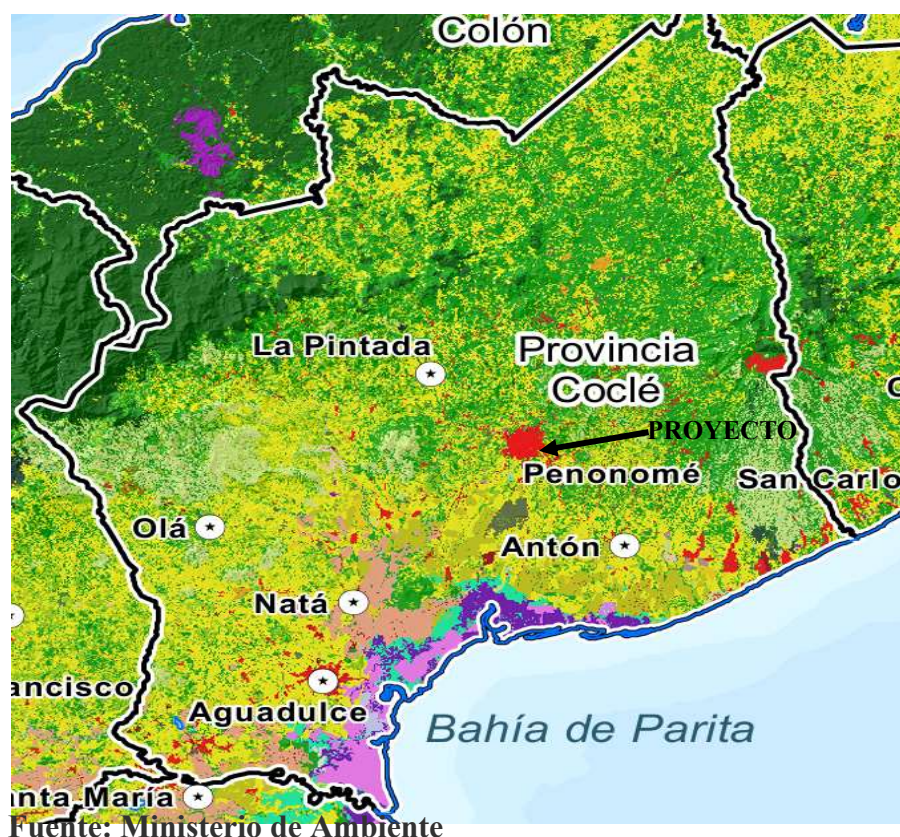 Colón
La Pintada
Provincia
Coclé
PROYECTO
Penonomé
San Carlo
Olá
Antón
Natá
ancisco
Aguadulce
Bahía de Parita
anta María
Fuente: Ministerio de Ambiente